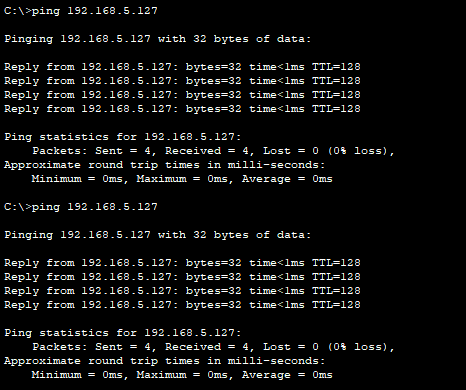 C:\>ping 192.168.5.127
Pinging 192.168.5.127 with 32 bytes of data:
Reply from 192.168.5.127: bytes=32 time<1ms TTL=128
Reply from 192.168.5.127: bytes=32 time<1ms TTL=128
Reply from 192.168.5.127: bytes=32 time<1ms TTL=128
Reply from 192.168.5.127: bytes=32 time<1ms TTL=128
Ping statistics for 192.168.5.127:
    Packets: Sent = 4, Received = 4, Lost = 0 (0% loss),
Approximate round trip times in milli-seconds:
    Minimum = 0ms, Maximum = 0ms, Average = 0ms
C:\>ping 192.168.5.127
Pinging 192.168.5.127 with 32 bytes of data:
Reply from 192.168.5.127: bytes=32 time<1ms TTL=128
Reply from 192.168.5.127: bytes=32 time<1ms TTL=128
Reply from 192.168.5.127: bytes=32 time<1ms TTL=128
Reply from 192.168.5.127: bytes=32 time<1ms TTL=128
Ping statistics for 192.168.5.127:
    Packets: Sent = 4, Received = 4, Lost = 0 (0% loss),
Approximate round trip times in milli-seconds:
    Minimum = 0ms, Maximum = 0ms, Average = 0ms